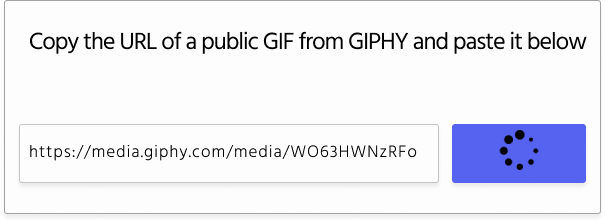 Copy the URL of a public GIF from GIPHY and paste it below
https://media.giphy.com/media/WO63HWNzRFo